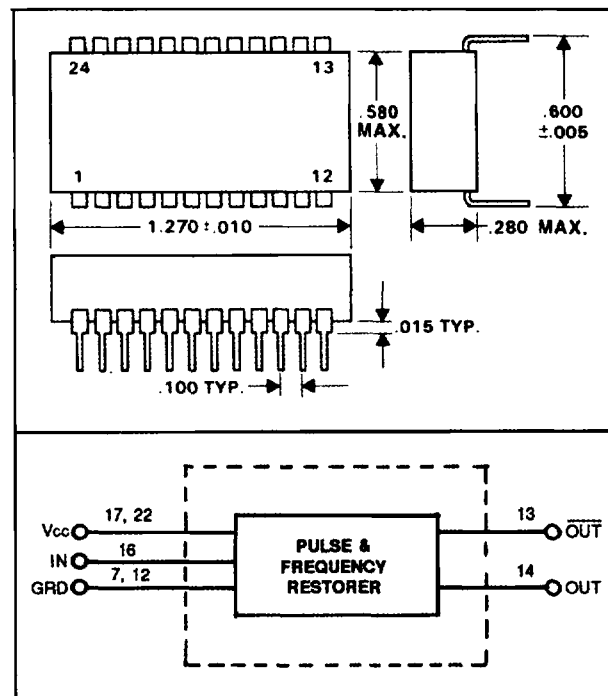 24 13
1 12
.580
MAX.
.600
±.005
1.270 ±.010
.280 MAX.
.015 TYP.
.100 TYP.
17, 22
Vcc
16
IN
7, 12
GRD
PULSE &
FREQUENCY
RESTORER
13
OUT
14
OUT